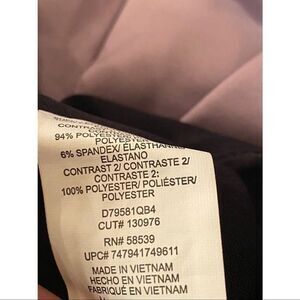 94% POLYESTER/
6% SPANDEX/ ELASTHANNE/
ELASTANO
CONTRAST 2/ CONTRASTE 2/
CONTRASTE 2:
100% POLYESTER/ POLIÉSTER/
POLYESTER
D79581QB4
CUT# 130976
RN# 58539
UPC# 747941749611
MADE IN VIETNAM
HECHO EN VIETNAM
FABRIQUÉ EN VIETNAM